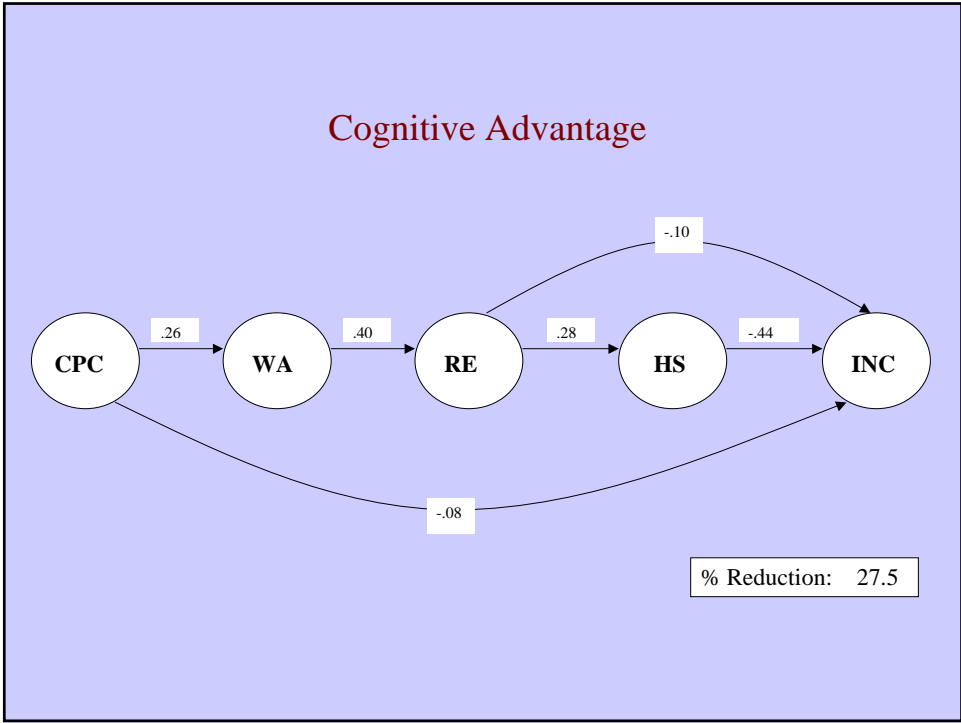 Cognitive Advantage
-.10
.26
.40
.28
-.44
CPC
WA
RE
HS
INC
-.08
% Reduction: 27.5